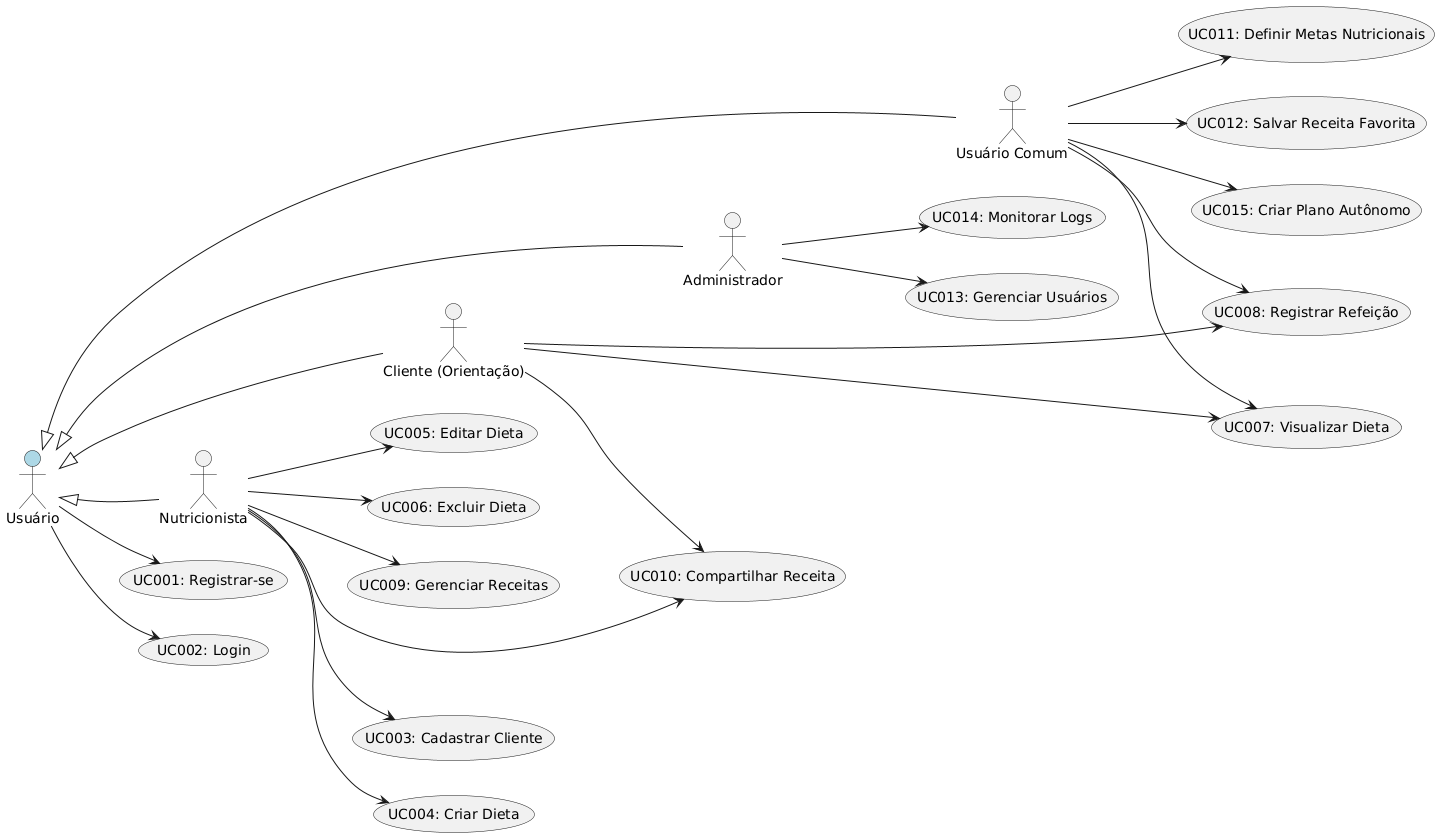 UC011: Definir Metas Nutricionais
UC012: Salvar Receita Favorita
Usuário Comum
UC015: Criar Plano Autônomo
UC014: Monitorar Logs
Administrador
UC013: Gerenciar Usuários
UC008: Registrar Refeição
Cliente (Orientação)
UC007: Visualizar Dieta
UC005: Editar Dieta
UC006: Excluir Dieta
Usuário
Nutricionista
UC001: Registrar-se
UC009: Gerenciar Receitas
UC010: Compartilhar Receita
UC002: Login
UC003: Cadastrar Cliente
UC004: Criar Dieta